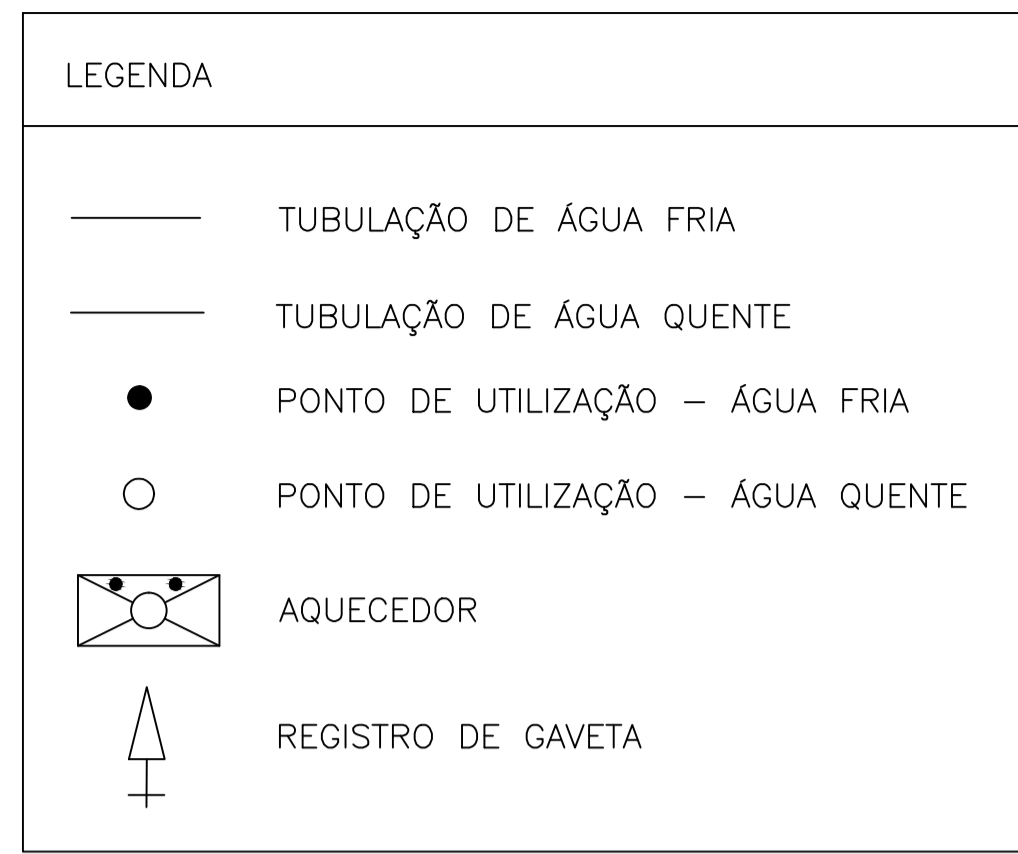 LEGENDA
TUBULAÇÃO DE ÁGUA FRIA
TUBULAÇÃO DE ÁGUA QUENTE
PONTO DE UTILIZAÇÃO – ÁGUA FRIA
PONTO DE UTILIZAÇÃO – ÁGUA QUENTE
AQUECEDOR
REGISTRO DE GAVETA